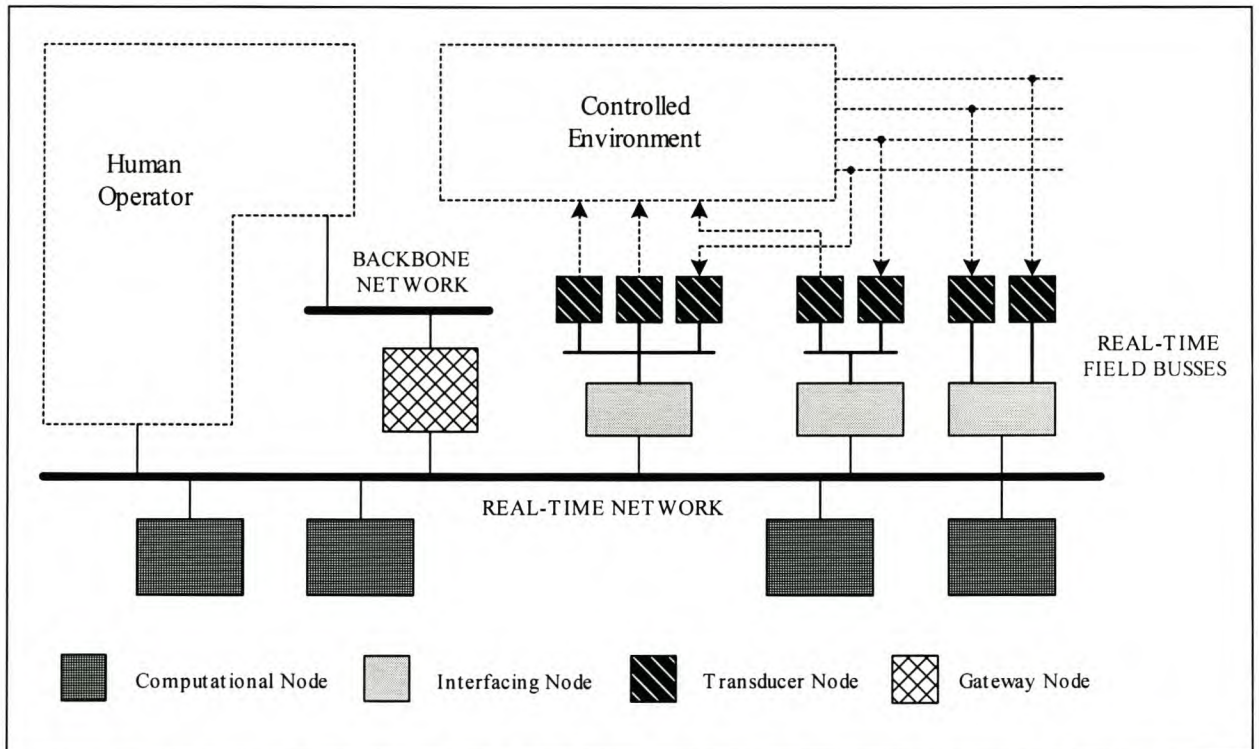 Controlled
Environment
Human
Operator
BACKBONE
NETWORK
REAL-TIME
FIELD BUSSES
REAL-TIME NETWORK
Computational Node
Interfacing Node
Transducer Node
Gateway Node